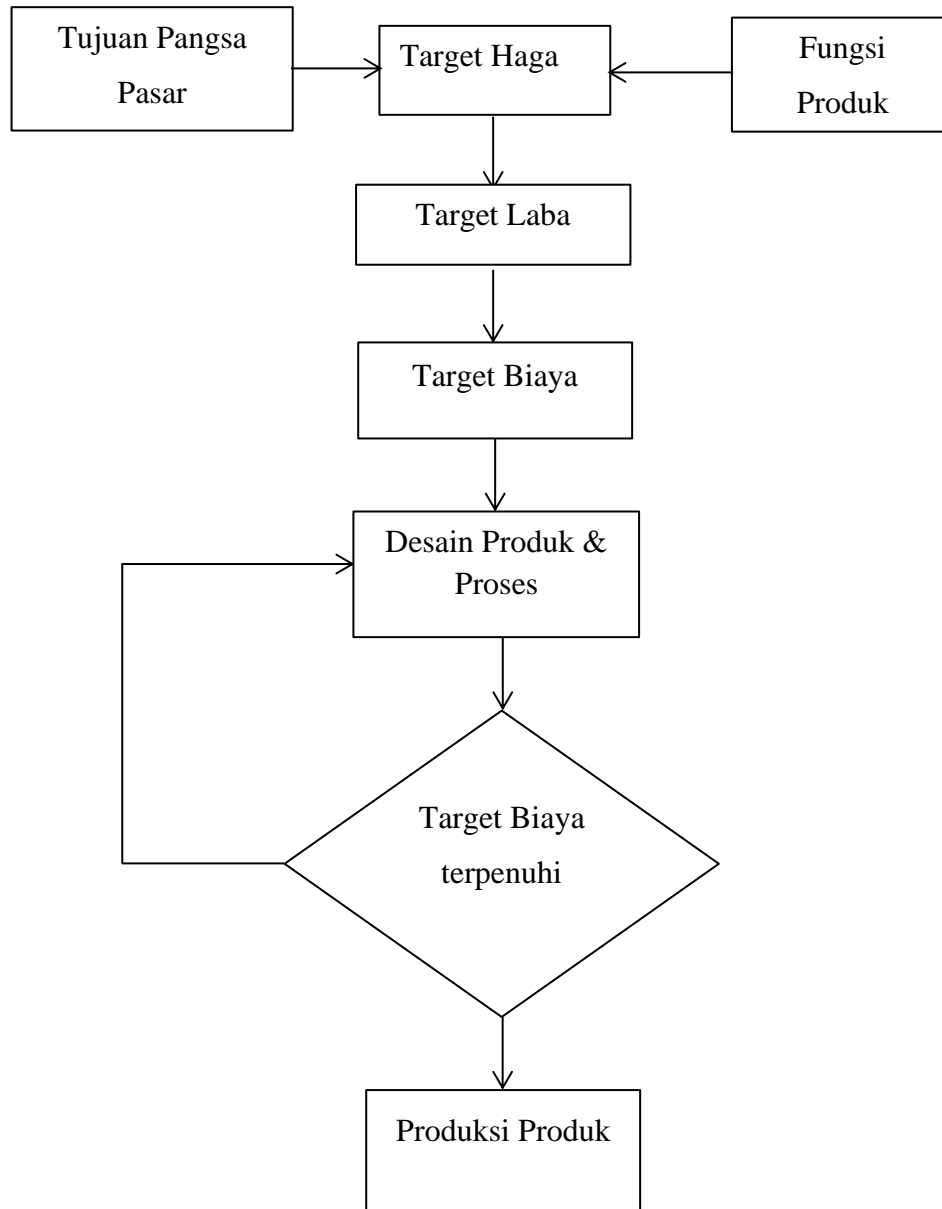 Tujuan Pangsa
Pasar
Target Haga
Fungsi
Produk
Target Laba
Target Biaya
Desain Produk &
Proses
Target Biaya
terpenuhi
Produksi Produk